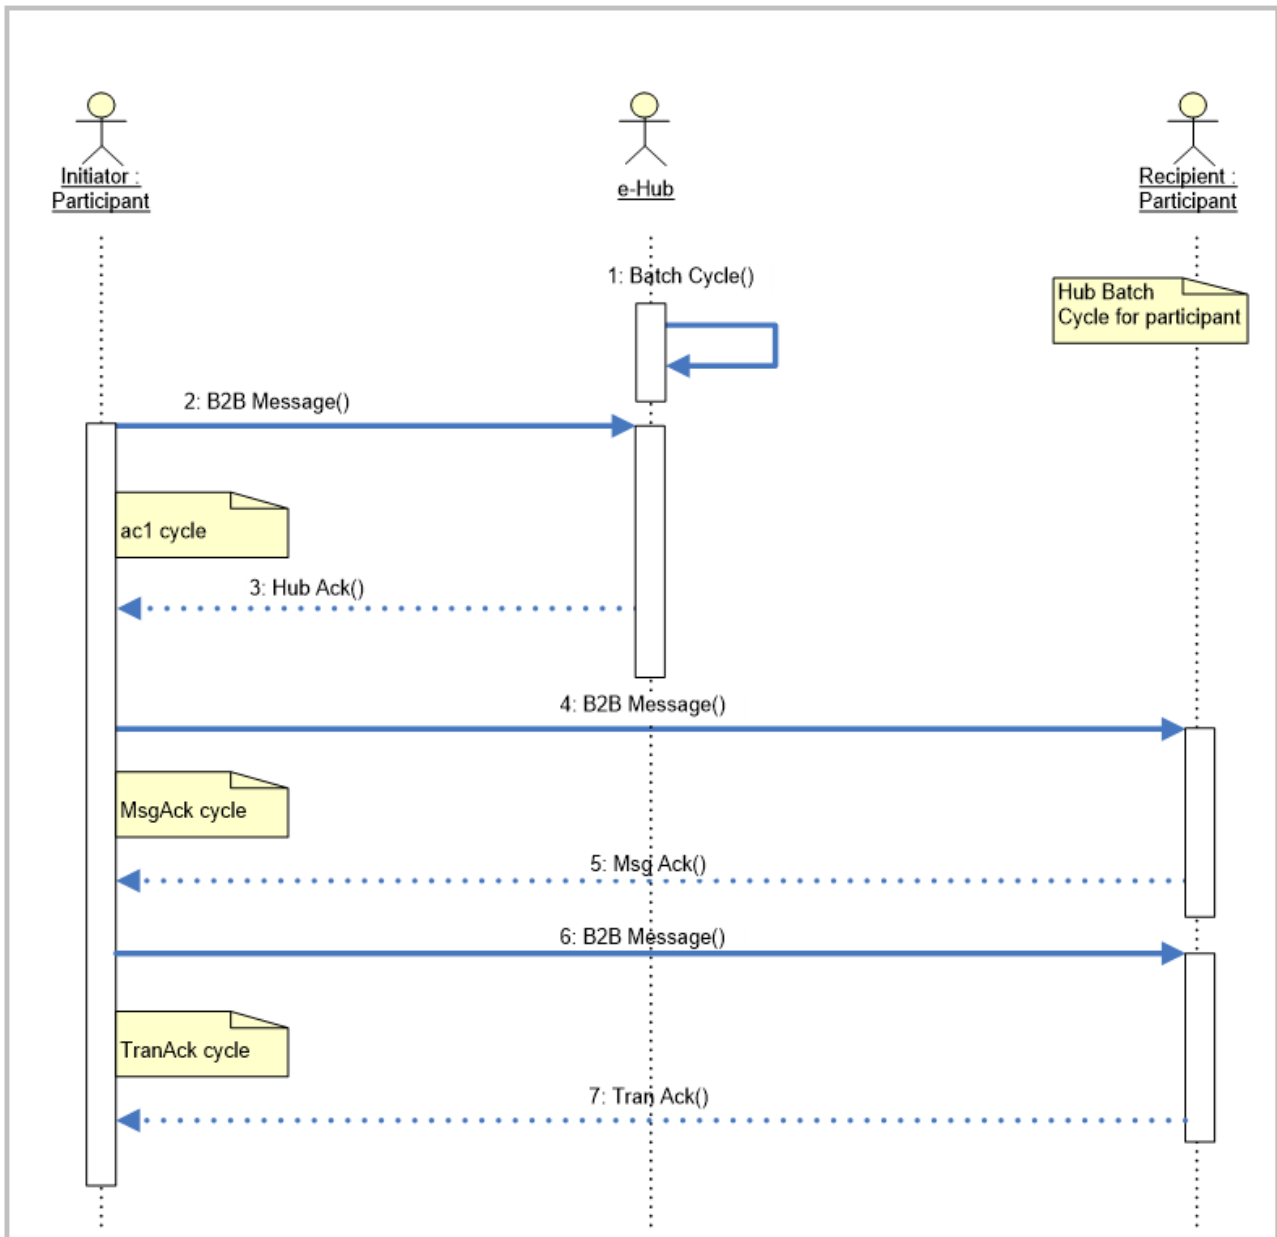 Initiator :
Participant
e-Hub
Recipient :
Participant
1: Batch Cycle()
Hub Batch
Cycle for participant
2: B2B Message()
ac1 cycle
3: Hub Ack()
4: B2B Message()
MsgAck cycle
5: Msg Ack()
6: B2B Message()
TranAck cycle
7: Tran Ack()